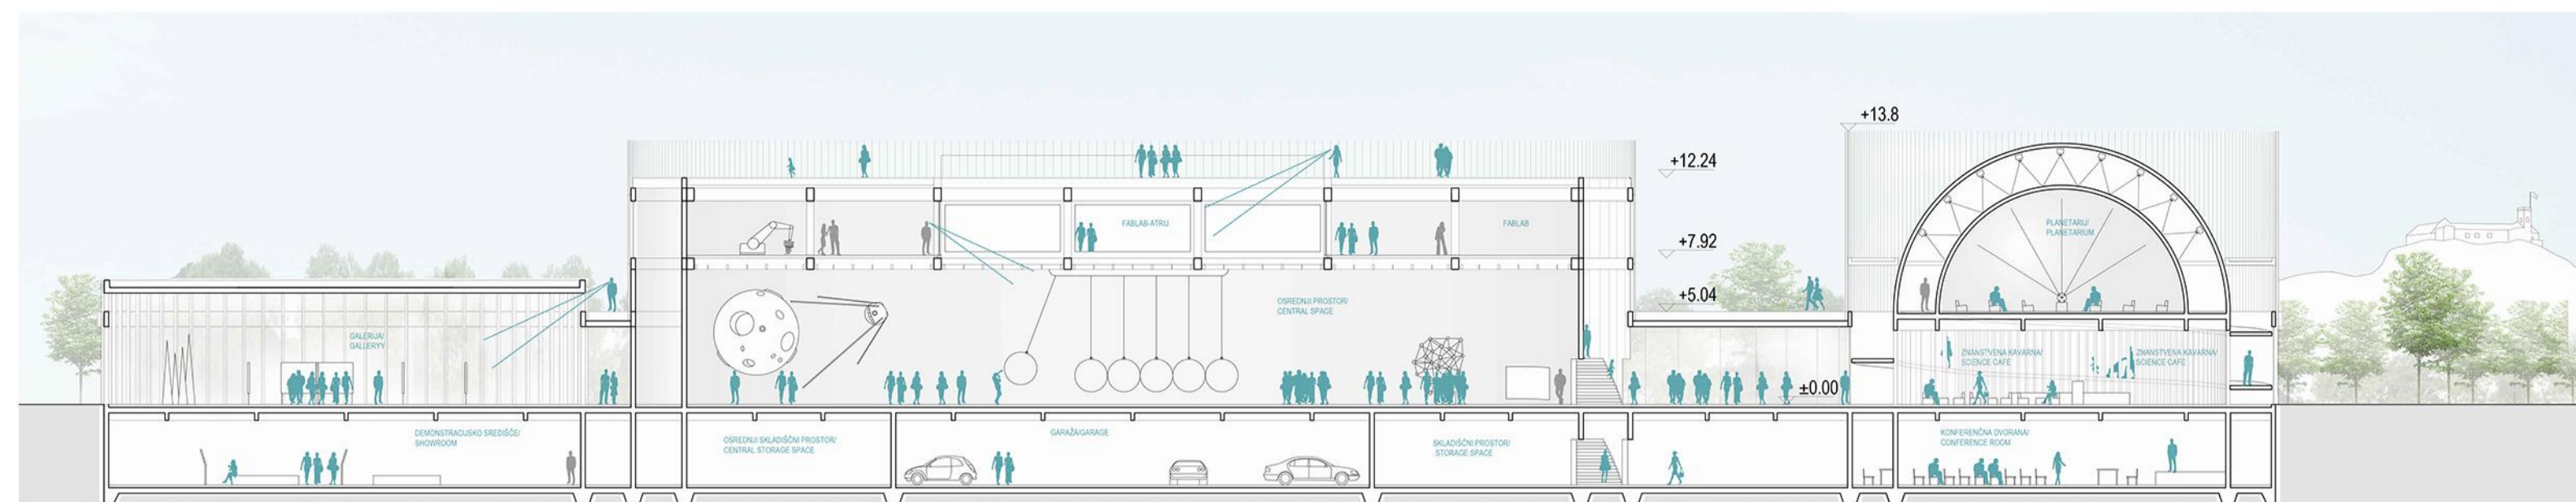 +13.8
+12.24
+7.92
+5.04
±0.00
FABLAB-ATRIJ
FABLAB
PLANETARIJ/
PLANETARIUM
OSREDNJI PROSTOR/
CENTRAL SPACE
GALERIJA/
GALLERYY
ZNANSTVENA KAVARNA/
SCIENCE CAFE
ZNANSTVENA KAVARNA/
SCIENCE CAFE
DEMONSTRACIJSKO SREDIŠČE/
SHOWROOM
OSREDNJI SKLADIŠČNI PROSTOR/
CENTRAL STORAGE SPACE
GARAŽA/GARAGE
SKLADIŠČNI PROSTOR/
STORAGE SPACE
KONFERENČNA DVORANA/
CONFERENCE ROOM